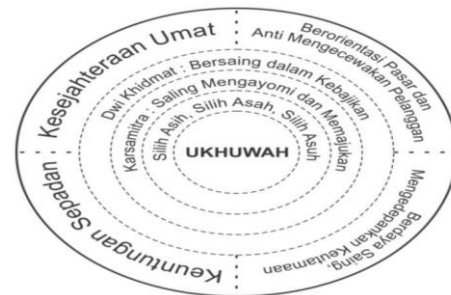 Kesejahteraan Umat
Berorientasi Pasar dan
Anti Mengecewakan Pelanggan
Dwi Khidmat : Bersaing dalam Kebajikan
Karsamitra : Saling Mengayomi dan Memajukan
Silih Asih, Silih Asah, Silih Asuh
UKHUWAH
Keuntungan Sepadan
Berdaya Saing,
Mengedepankan Keutamaan